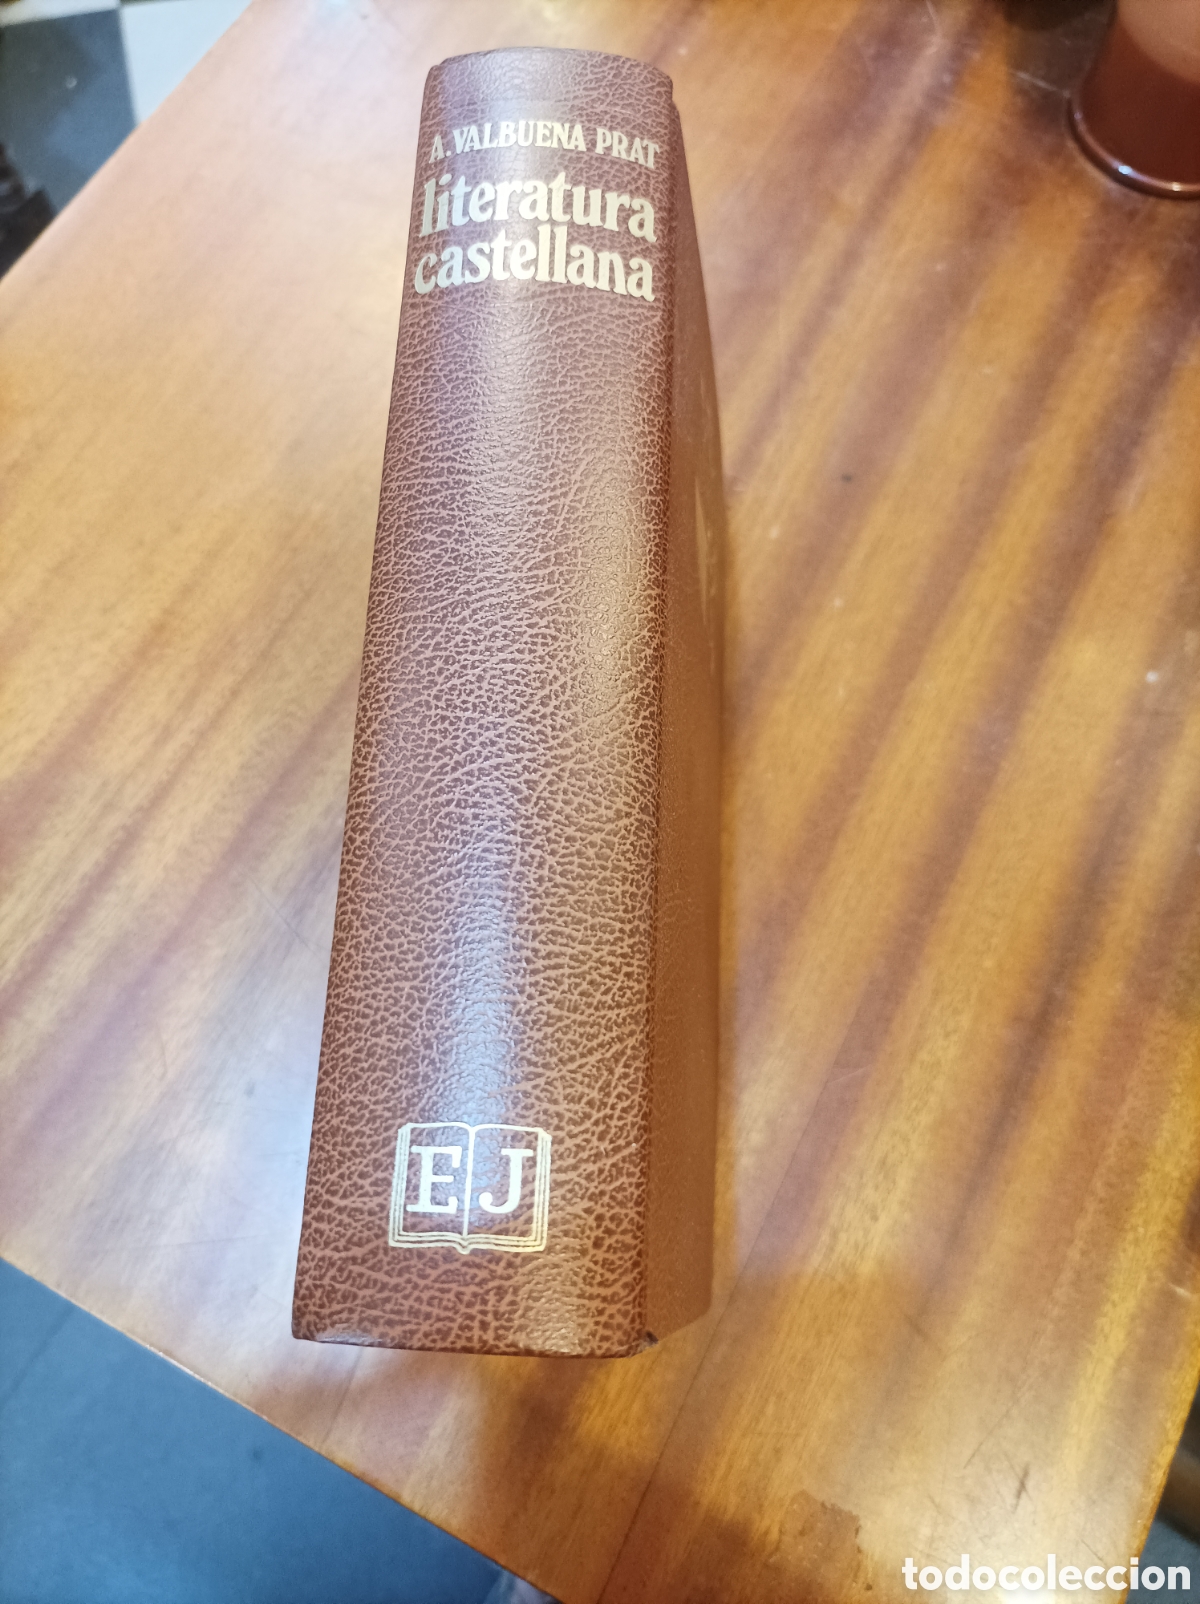 A. VALBUENA PRAT
literatura
castellana
EJ
todocoleccion